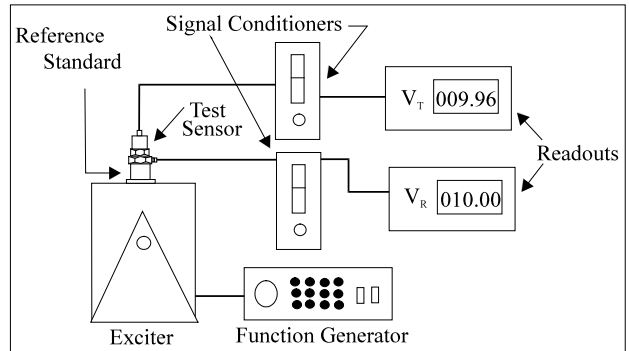 Signal Conditioners
Reference
Standard
Test
Sensor
V_T 009.96
Readouts
V_R 010.00
Exciter
Function Generator